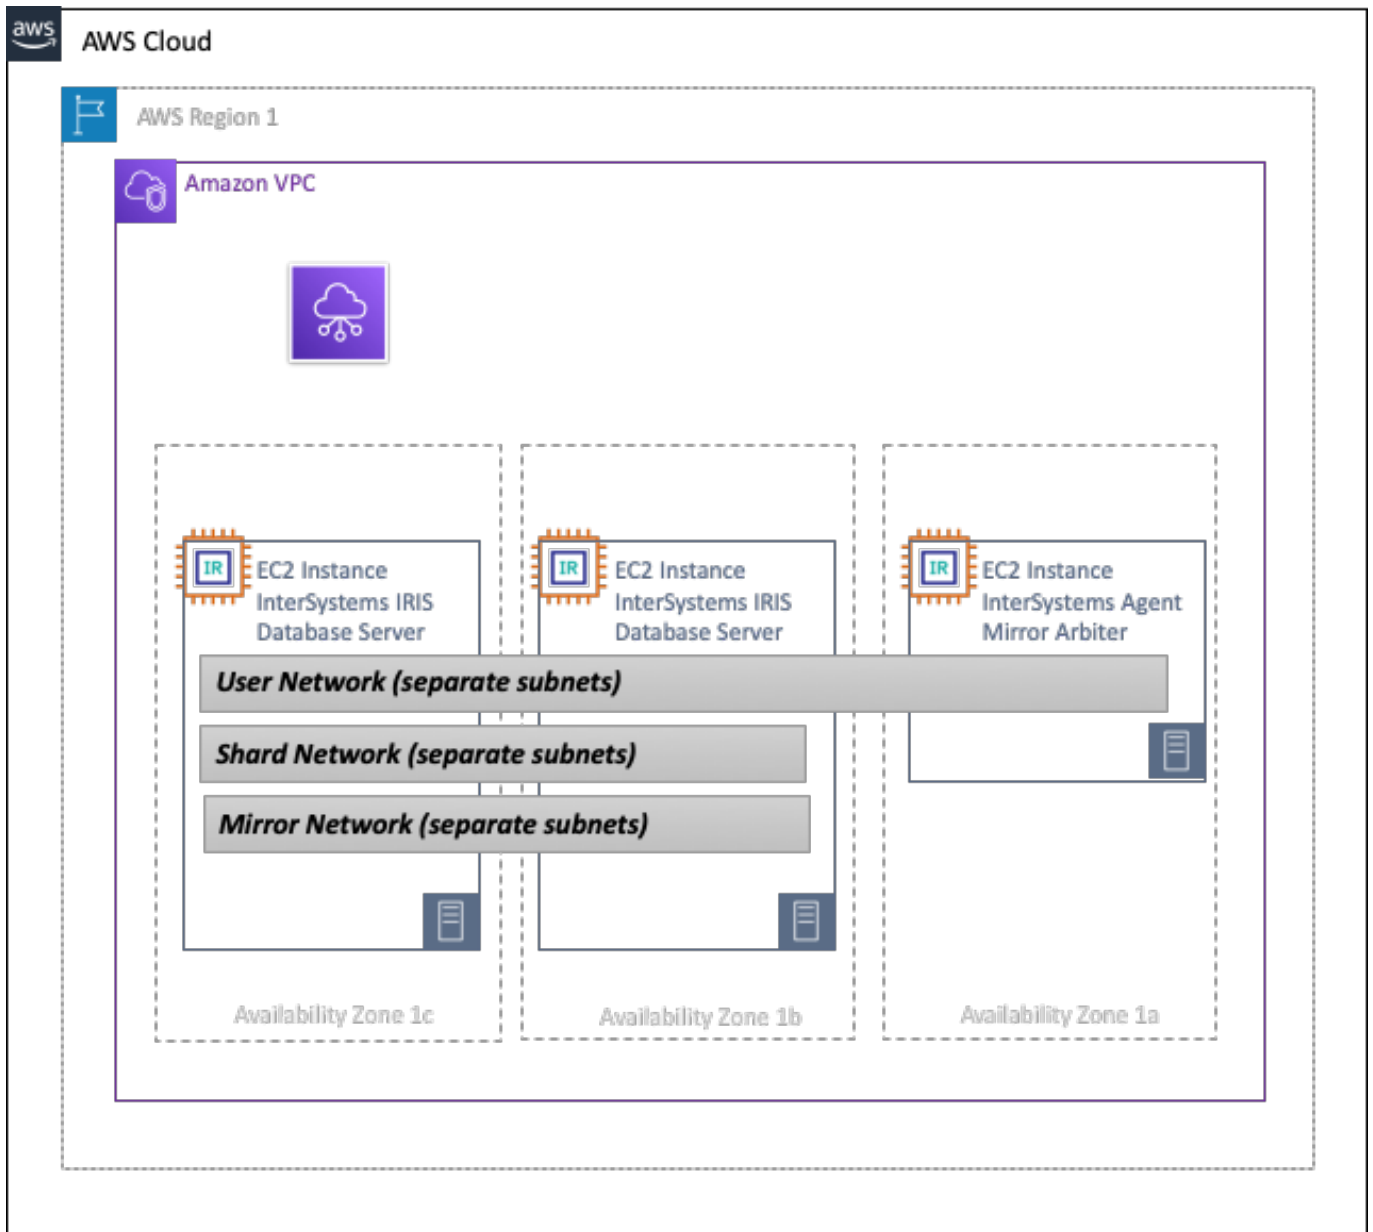 aws
AWS Cloud
AWS Region 1
Amazon VPC
IR
EC2 Instance
InterSystems IRIS
Database Server
IR
EC2 Instance
InterSystems IRIS
Database Server
IR
EC2 Instance
InterSystems Agent
Mirror Arbiter
User Network (separate subnets)
Shard Network (separate subnets)
Mirror Network (separate subnets)
Availability Zone 1c
Availability Zone 1b
Availability Zone 1a